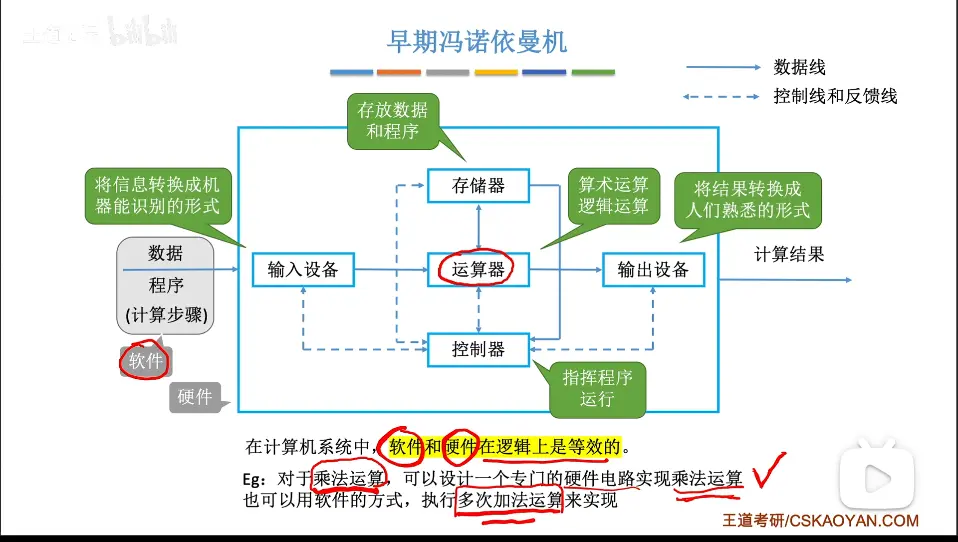 王道考研 bilibili
早期冯诺依曼机
数据线
控制线和反馈线
存放数据
和程序
将信息转换成机
器能识别的形式
存储器
算术运算
逻辑运算
将结果转换成
人们熟悉的形式
数据
程序
(计算步骤)
输入设备
运算器
输出设备
计算结果
软件
硬件
控制器
指挥程序
运行
在计算机系统中，软件和硬件在逻辑上是等效的。
Eg：对于乘法运算，可以设计一个专门的硬件电路实现乘法运算
也可以用软件的方式，执行多次加法运算来实现
王道考研/CSKAOYAN.COM